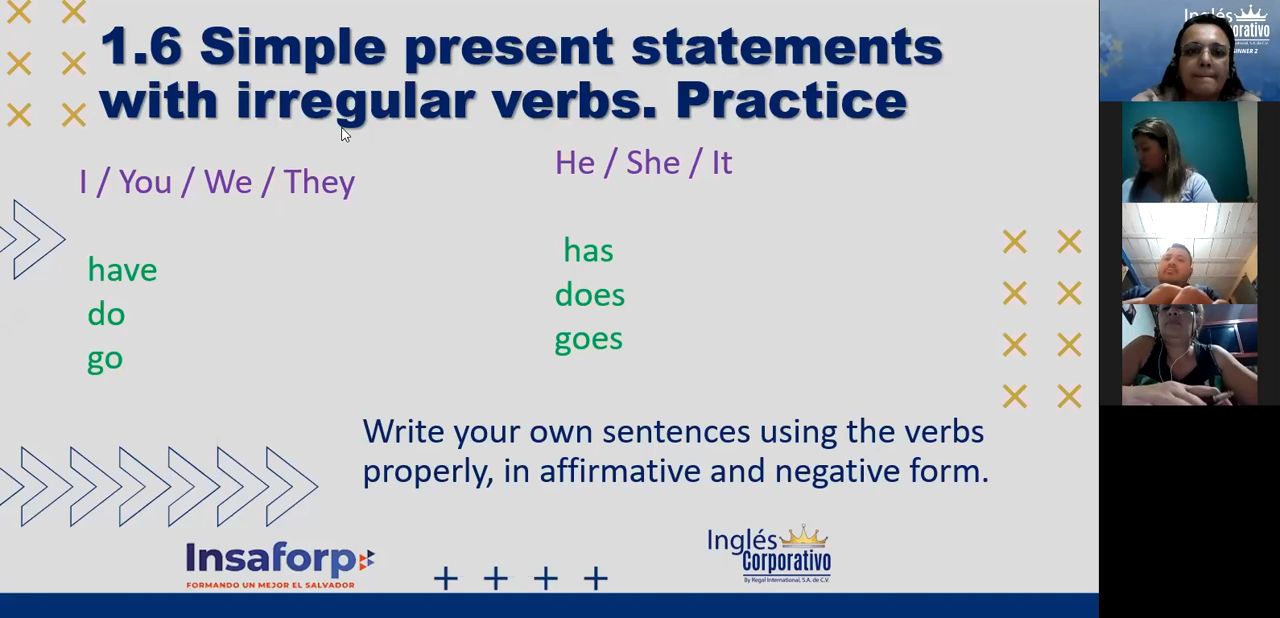 1.6 Simple present statements
with irregular verbs. Practice
I / You / We / They
He / She / It
have
do
go
has
does
goes
Write your own sentences using the verbs
properly, in affirmative and negative form.
Insaforp
FORMANDO UN MEJOR EL SALVADOR
Inglés
Corporativo
By Regal International, S.A. de C.V.
Inglés